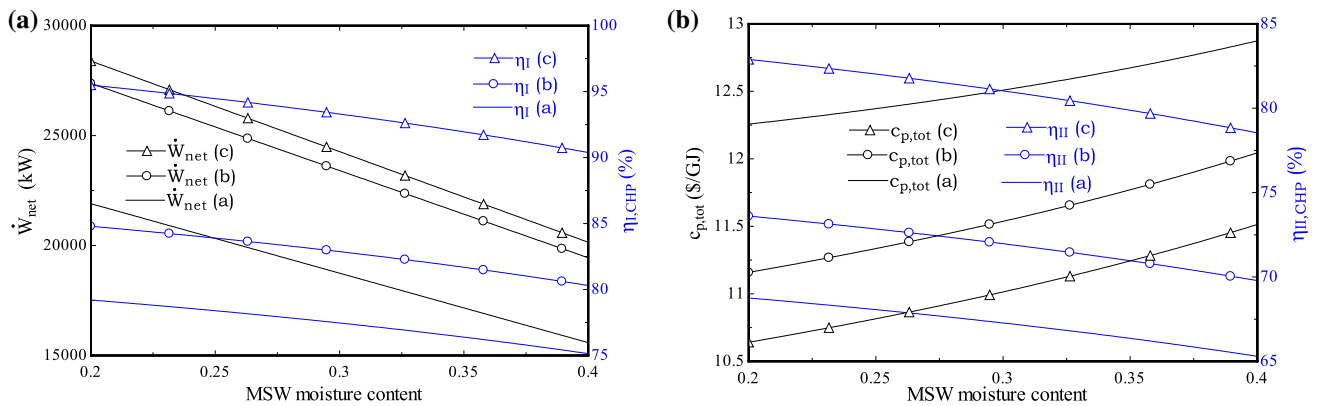 (a)
30000
25000
20000
15000
Ẇnet (kW)
100
95
90
85
80
75
ηI,CHP (%)
ηI (c)
ηI (b)
ηI (a)
Ẇnet (c)
Ẇnet (b)
Ẇnet (a)
0.2 0.25 0.3 0.35 0.4
MSW moisture content
(b)
13
12.5
12
11.5
11
10.5
cp,tot ($/GJ)
85
80
75
70
65
ηII,CHP (%)
cp,tot (c)
cp,tot (b)
cp,tot (a)
ηII (c)
ηII (b)
ηII (a)
0.2 0.25 0.3 0.35 0.4
MSW moisture content